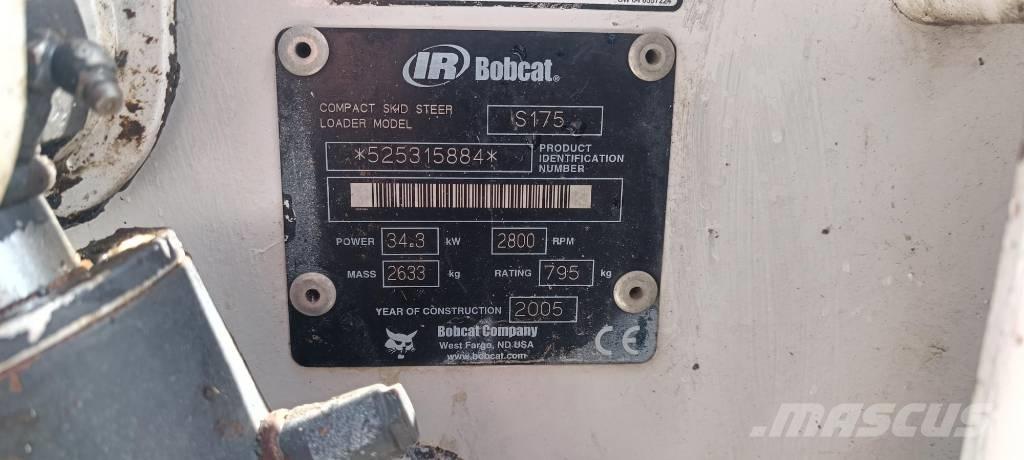 IR Bobcat®
COMPACT SKID STEER
LOADER MODEL S175
*525315884* PRODUCT
IDENTIFICATION
NUMBER
POWER 34.3 kW 2800 RPM
MASS 2633 kg RATING 795 kg
YEAR OF CONSTRUCTION 2005
Bobcat Company
West Fargo, ND USA
www.bobcat.com
CE
MASCUS